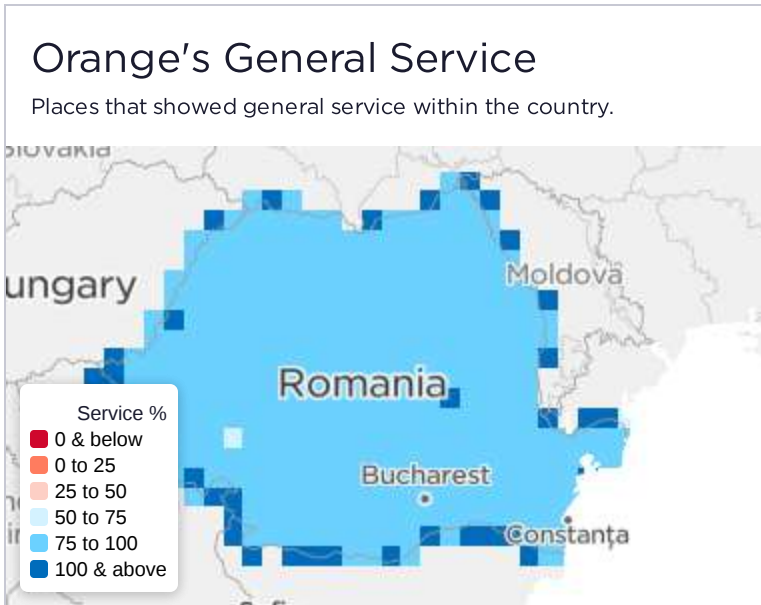 Orange's General Service
Places that showed general service within the country.
Slovakia
ungary
Moldova
Romania
Service %
0 & below
0 to 25
25 to 50
50 to 75
75 to 100
100 & above
Bucharest
Constanța